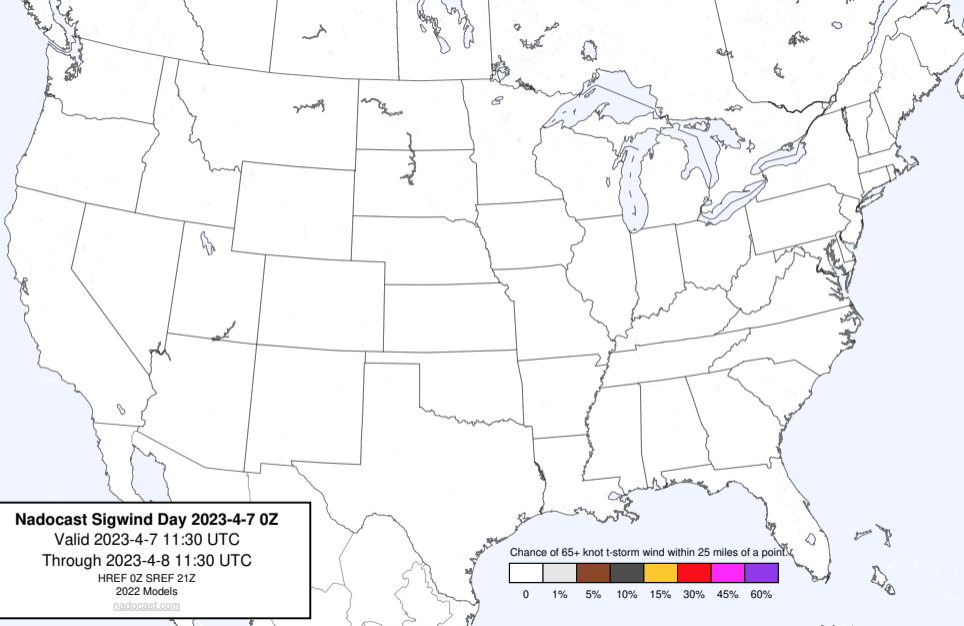 Nadocast Sigwind Day 2023-4-7 0Z
Valid 2023-4-7 11:30 UTC
Through 2023-4-8 11:30 UTC
HREF 0Z SREF 21Z
2022 Models
nadocast.com
Chance of 65+ knot t-storm wind within 25 miles of a point.
0 1% 5% 10% 15% 30% 45% 60%